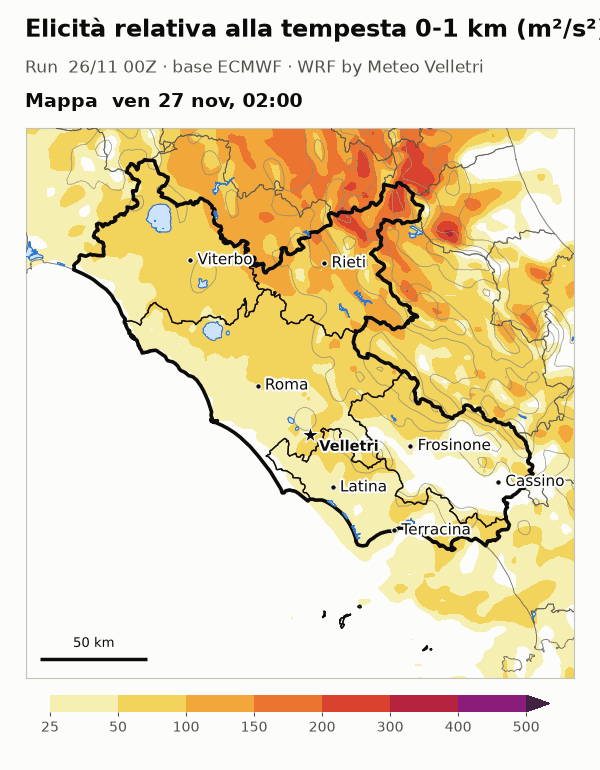 Elicità relativa alla tempesta 0-1 km (m²/s²)
Run 26/11 00Z · base ECMWF · WRF by Meteo Velletri
Mappa ven 27 nov, 02:00
Viterbo
Rieti
Roma
Velletri
Frosinone
Latina
Cassino
Terracina
50 km
25 50 100 150 200 300 400 500